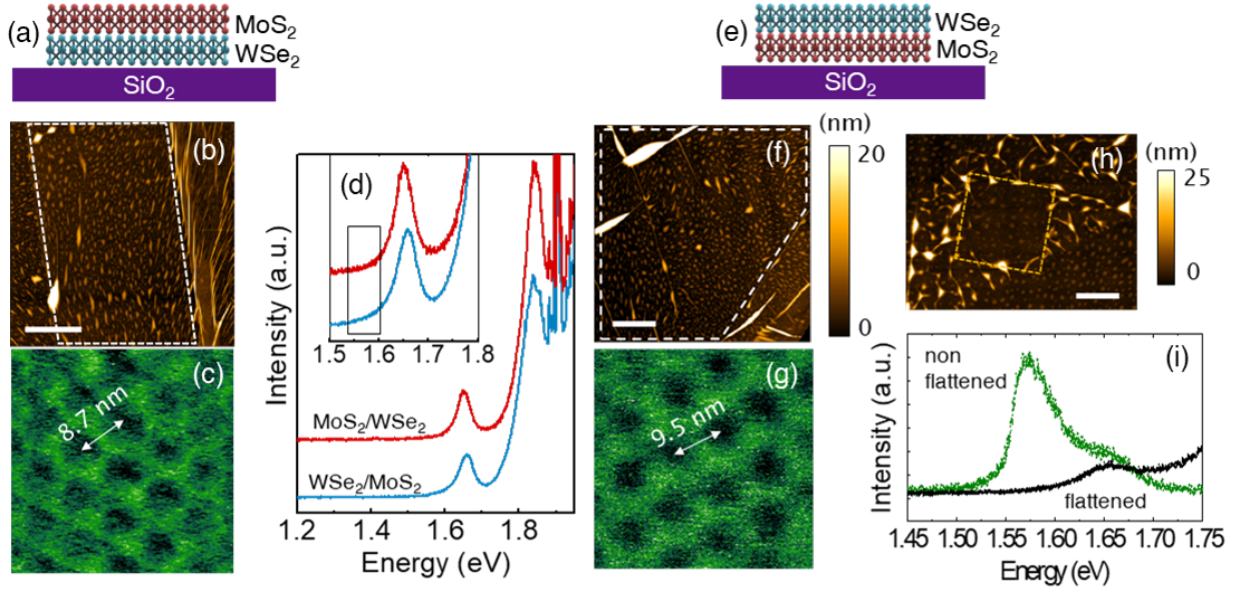 (a)
MoS₂
WSe₂
SiO₂
(b)
(c)
8.7 nm
(d)
1.5 1.6 1.7 1.8
Intensity (a.u.)
MoS₂/WSe₂
WSe₂/MoS₂
1.2 1.4 1.6 1.8
Energy (eV)
(e)
WSe₂
MoS₂
SiO₂
(f)
(nm)
20
0
(g)
9.5 nm
(h)
(nm)
25
0
(i)
non
flattened
flattened
Intensity (a.u.)
1.45 1.50 1.55 1.60 1.65 1.70 1.75
Energy (eV)